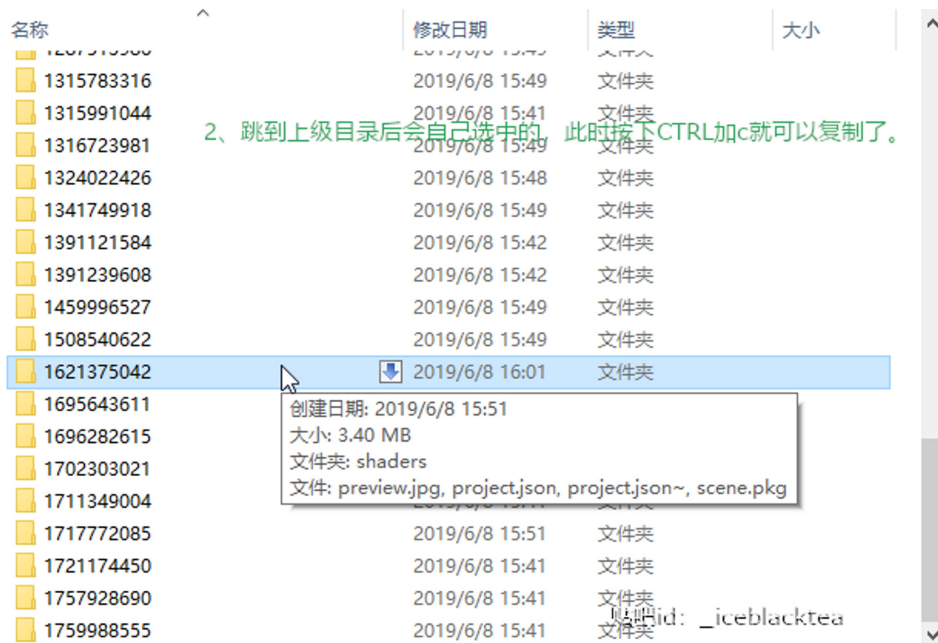 名称 修改日期 类型 大小
1315783316 2019/6/8 15:49 文件夹
1315991044 2019/6/8 15:41 文件夹
2、跳到上级目录后会自己选中的，此时按下CTRL加c就可以复制了。
1316723981 2019/6/8 15:49 文件夹
1324022426 2019/6/8 15:48 文件夹
1341749918 2019/6/8 15:49 文件夹
1391121584 2019/6/8 15:42 文件夹
1391239608 2019/6/8 15:42 文件夹
1459996527 2019/6/8 15:49 文件夹
1508540622 2019/6/8 15:49 文件夹
1621375042 2019/6/8 16:01 文件夹
1695643611
创建日期: 2019/6/8 15:51
1696282615
大小: 3.40 MB
1702303021
文件夹: shaders
1711349004
文件: preview.jpg, project.json, project.json~, scene.pkg
1717772085 2019/6/8 15:51 文件夹
1721174450 2019/6/8 15:41 文件夹
1757928690 2019/6/8 15:41 文件夹
贴吧id: _iceblacktea
1759988555 2019/6/8 15:41 文件夹